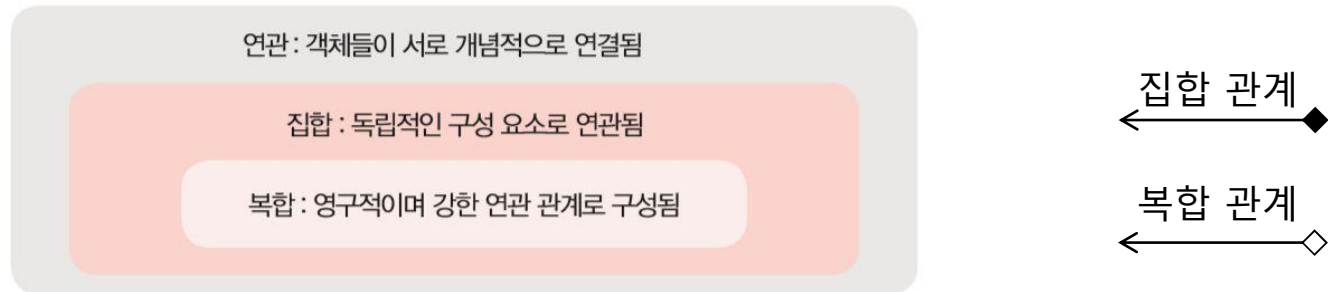 연관 : 객체들이 서로 개념적으로 연결됨
집합 : 독립적인 구성 요소로 연관됨
복합 : 영구적이며 강한 연관 관계로 구성됨
집합 관계
복합 관계